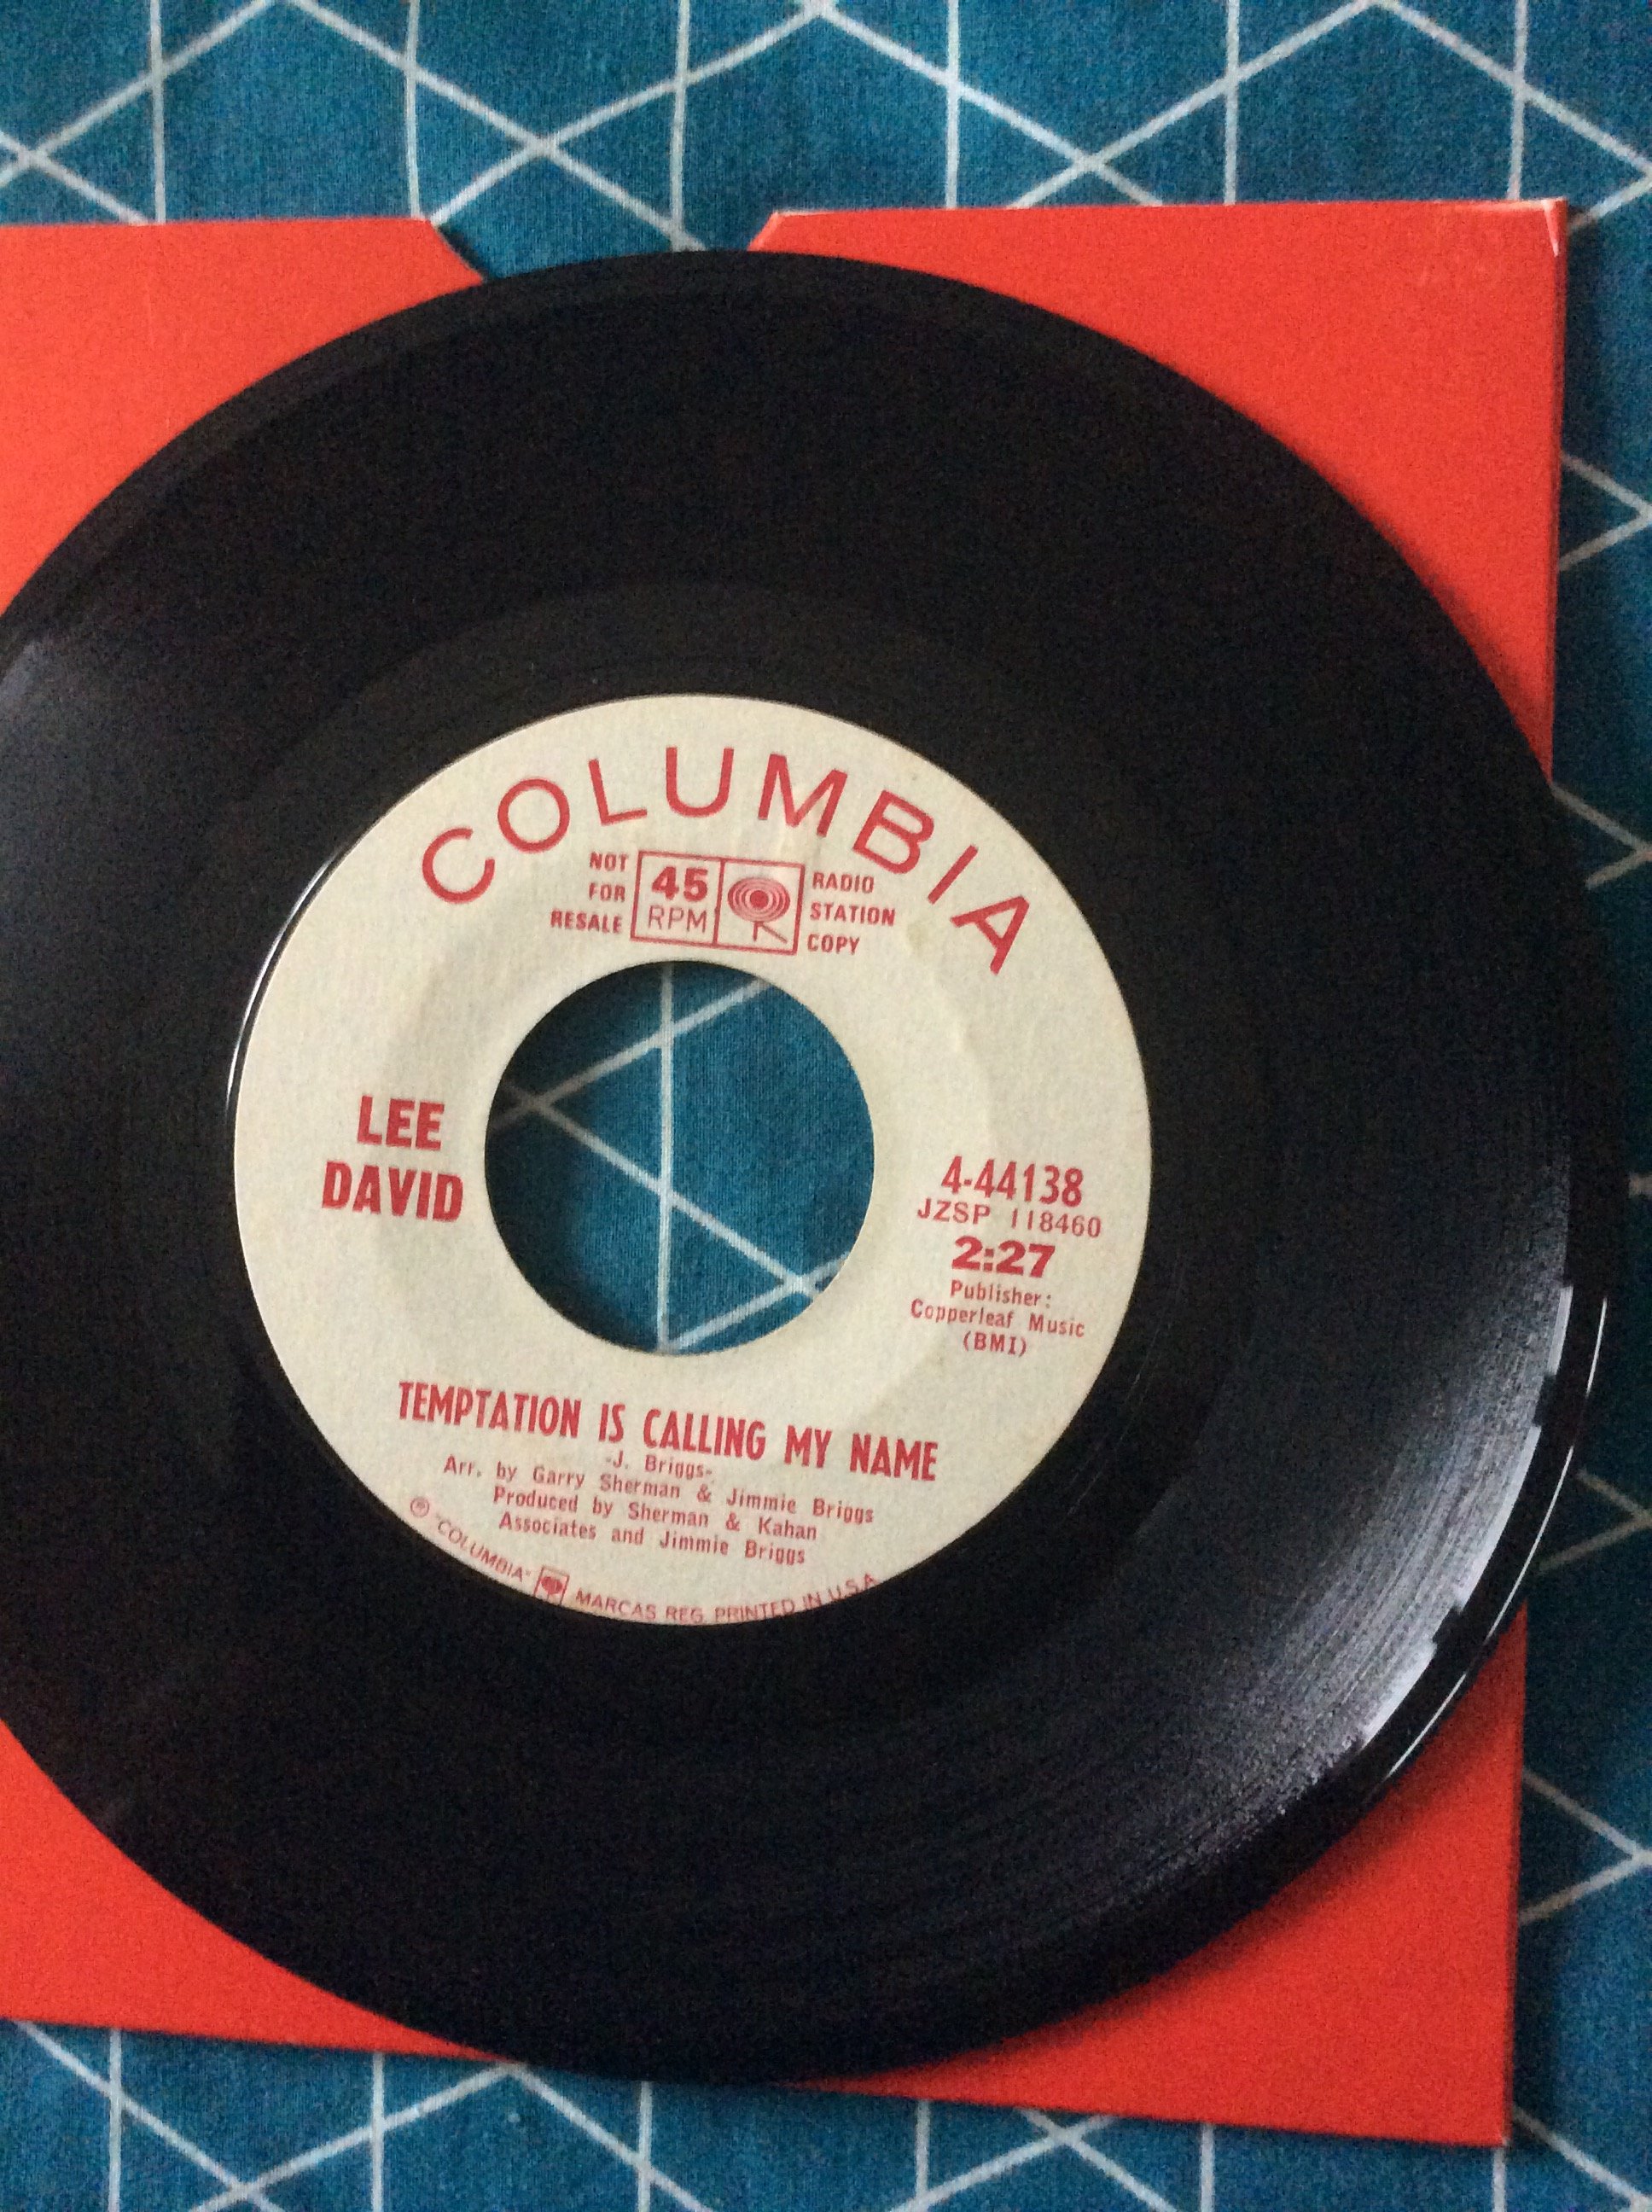 COLUMBIA
NOT
FOR
RESALE
45
RPM
RADIO
STATION
COPY
LEE
DAVID
4-44138
JZSP 118460
2:27
Publisher:
Copperleaf Music
(BMI)
TEMPTATION IS CALLING MY NAME
-J. Briggs-
Arr. by Garry Sherman & Jimmie Briggs
Produced by Sherman & Kahan
Associates and Jimmie Briggs
℗ "COLUMBIA" MARCAS REG. PRINTED IN U.S.A.